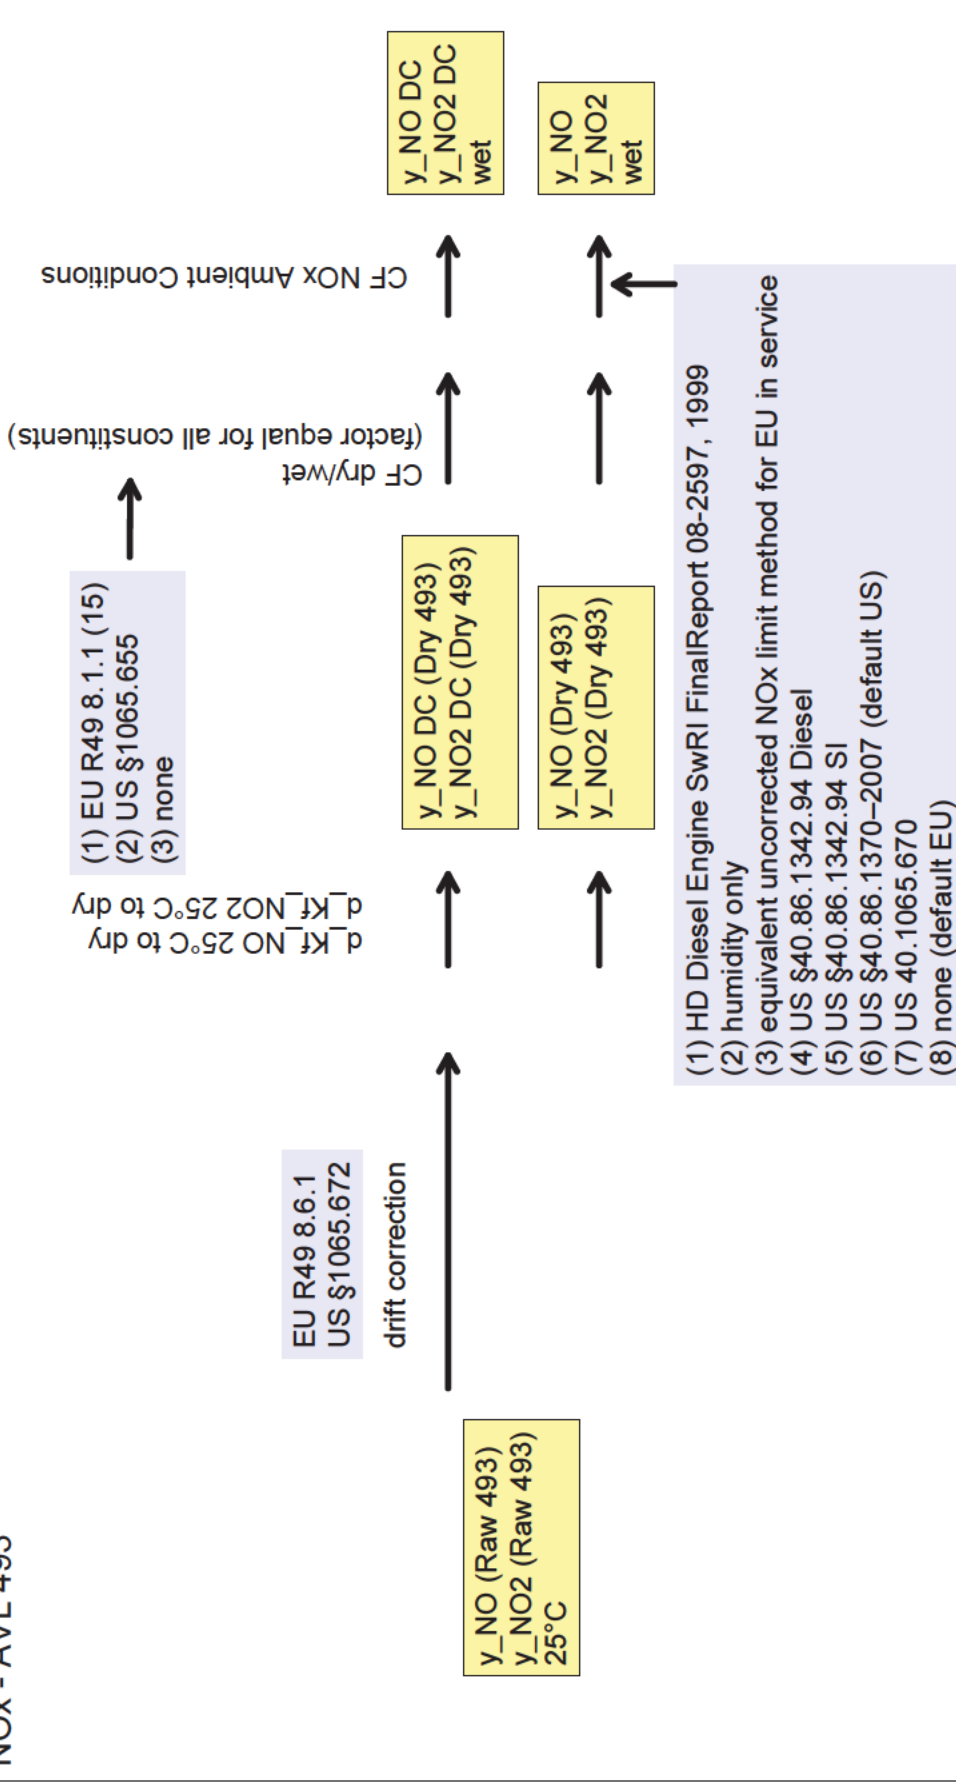 NOx - AVL 493
y_NO (Raw 493)
y_NO2 (Raw 493)
25°C
EU R49 8.6.1
US §1065.672
drift correction
d_Kf_NO 25°C to dry
d_Kf_NO2 25°C to dry
y_NO DC (Dry 493)
y_NO2 DC (Dry 493)
y_NO (Dry 493)
y_NO2 (Dry 493)
(1) EU R49 8.1.1 (15)
(2) US §1065.655
(3) none
CF dry/wet
(factor equal for all constituents)
CF NOx Ambient Conditions
y_NO DC
y_NO2 DC
wet
y_NO
y_NO2
wet
(1) HD Diesel Engine SwRI FinalReport 08-2597, 1999
(2) humidity only
(3) equivalent uncorrected NOx limit method for EU in service
(4) US §40.86.1342.94 Diesel
(5) US §40.86.1342.94 SI
(6) US §40.86.1370–2007 (default US)
(7) US 40.1065.670
(8) none (default EU)